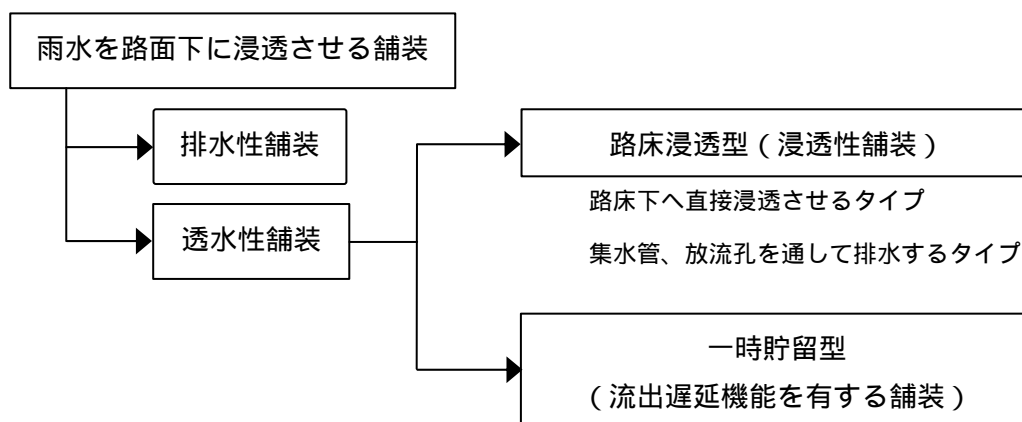 雨水を路面下に浸透させる舗装
排水性舗装
透水性舗装
路床浸透型(浸透性舗装)
路床下へ直接浸透させるタイプ
集水管、放流孔を通して排水するタイプ
一時貯留型
(流出遅延機能を有する舗装)